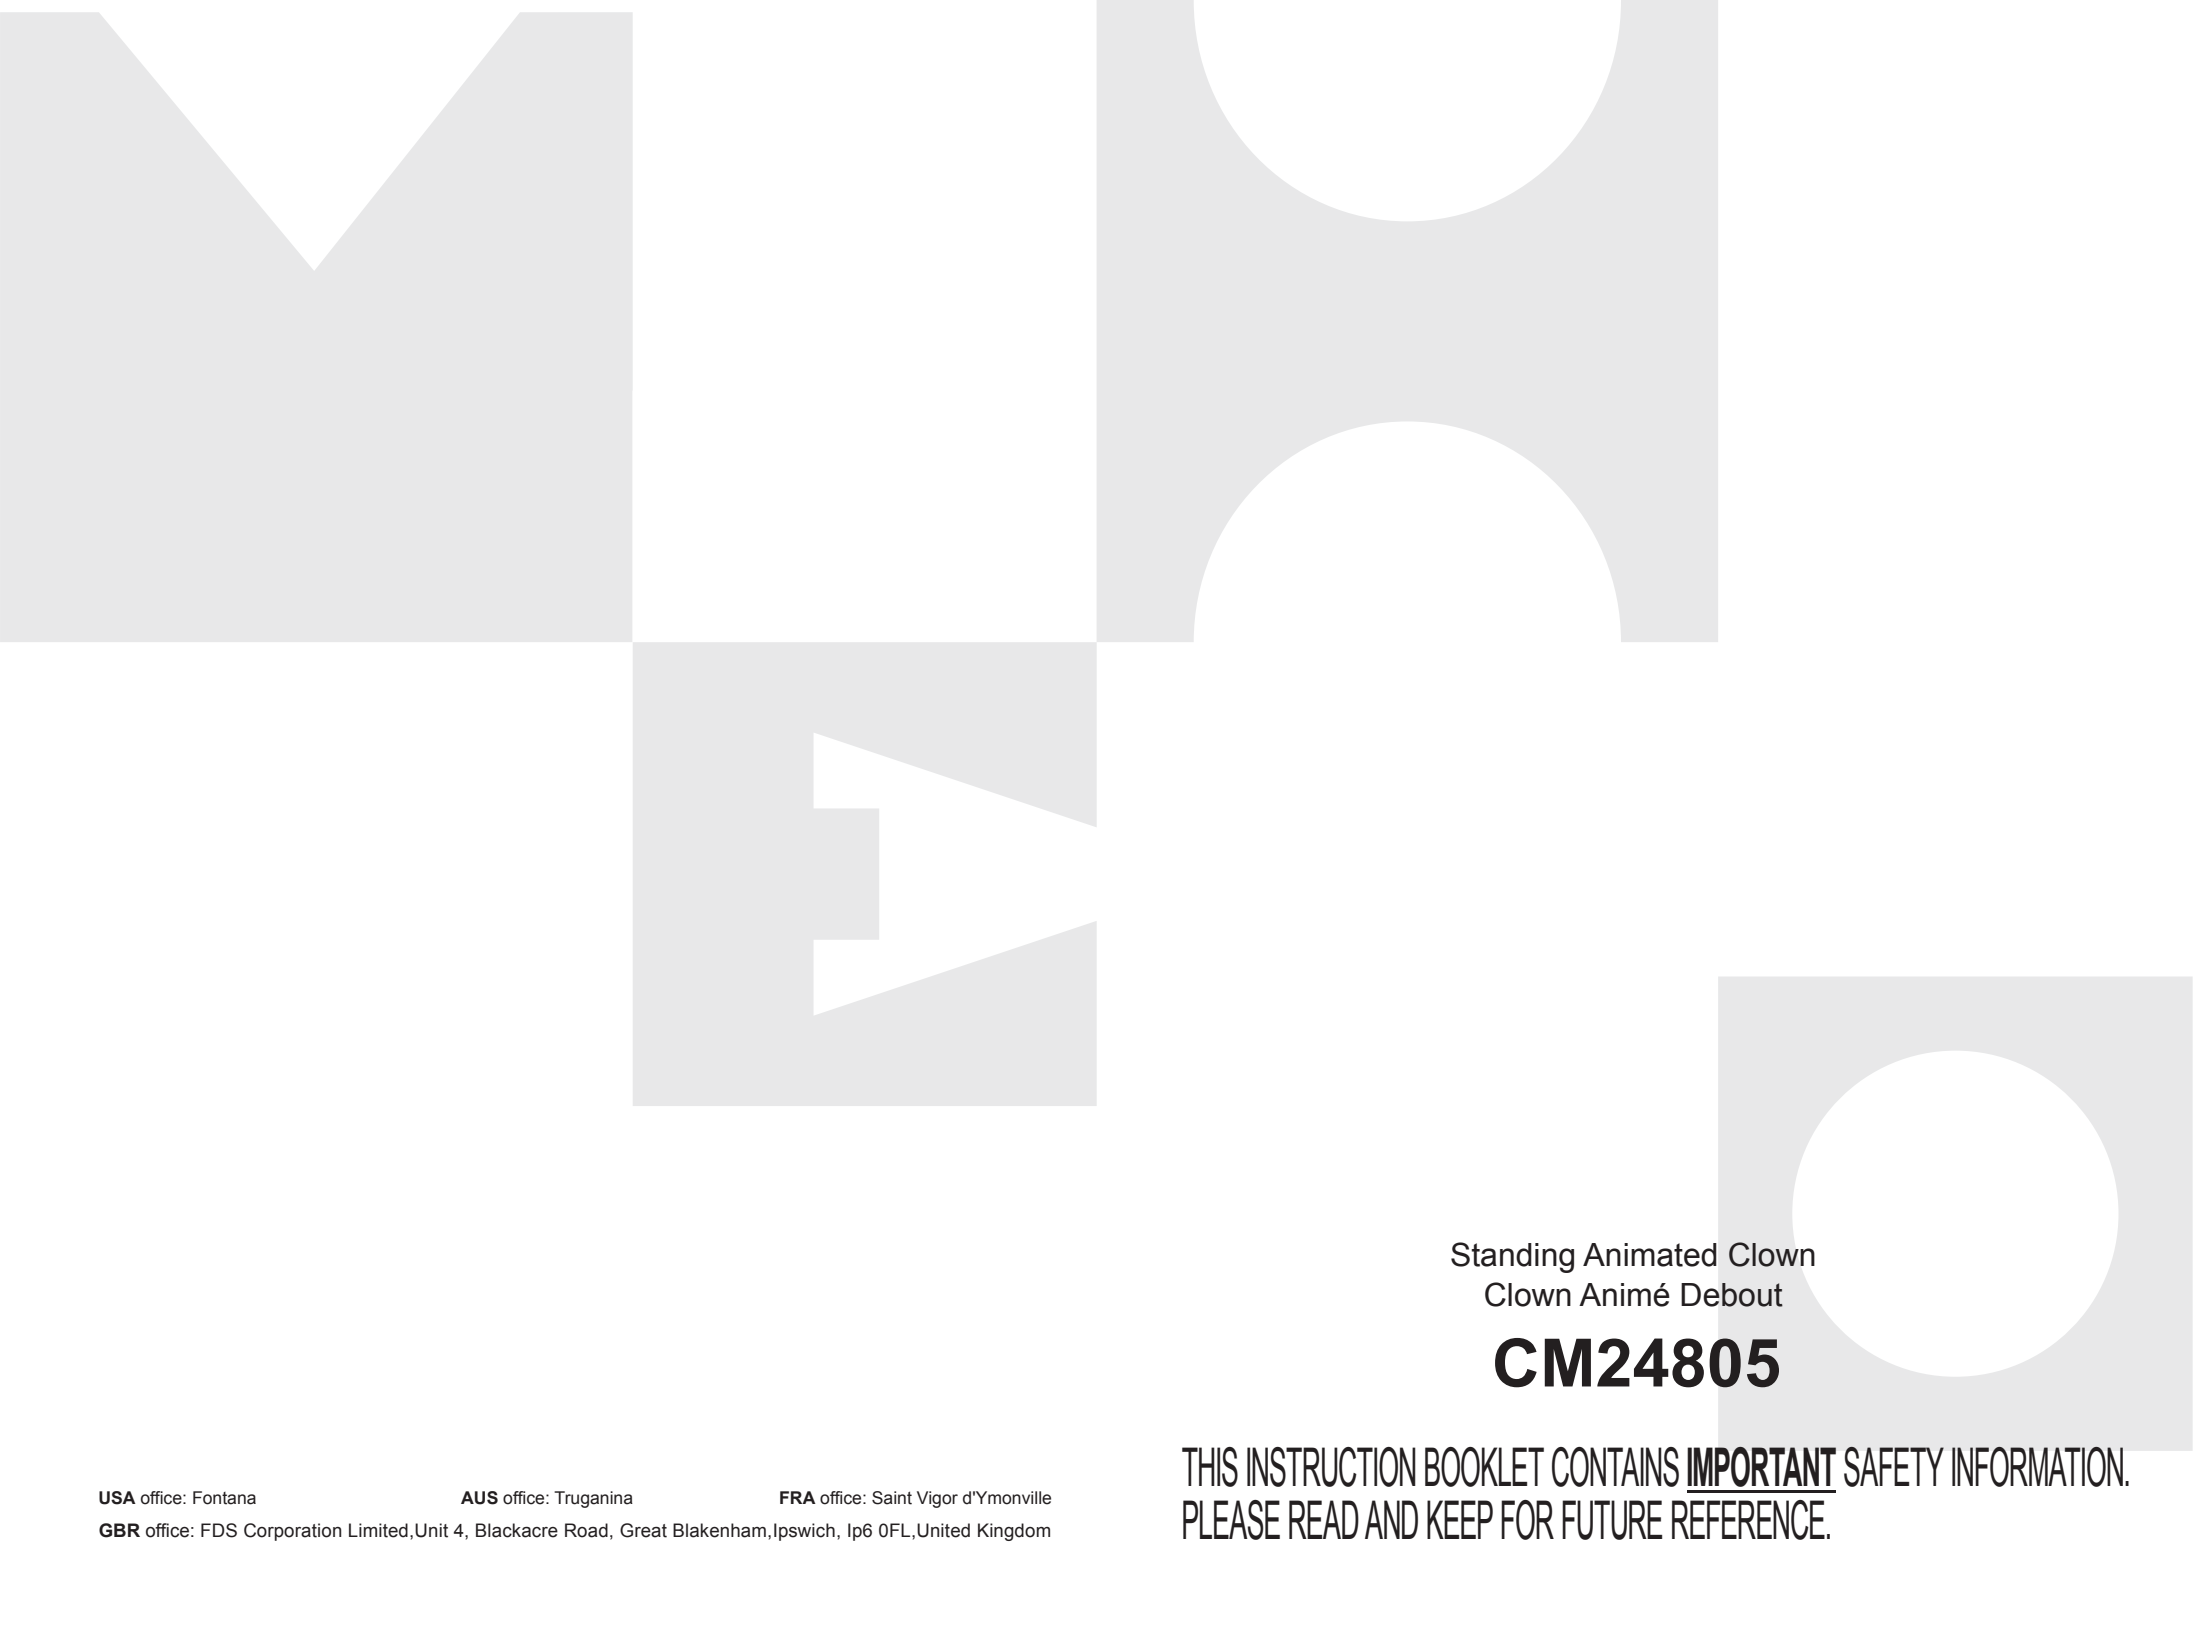 Standing Animated Clown
Clown Animé Debout
CM24805
THIS INSTRUCTION BOOKLET CONTAINS IMPORTANT SAFETY INFORMATION.
PLEASE READ AND KEEP FOR FUTURE REFERENCE.
USA office: Fontana AUS office: Truganina FRA office: Saint Vigor d'Ymonville
GBR office: FDS Corporation Limited,Unit 4, Blackacre Road, Great Blakenham,Ipswich, Ip6 0FL,United Kingdom